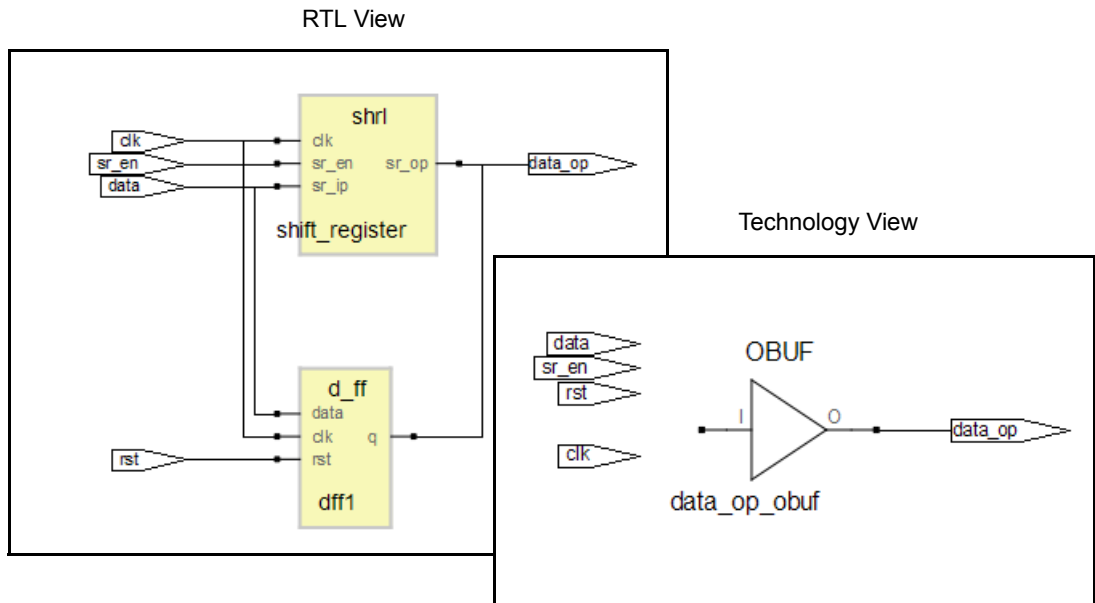 RTL View
shrl
clk
sr_en
data
clk
sr_en
sr_ip
sr_op
data_op
shift_register
d_ff
data
clk
rst
q
rst
dff1
Technology View
data
sr_en
rst
clk
OBUF
I
O
data_op
data_op_obuf